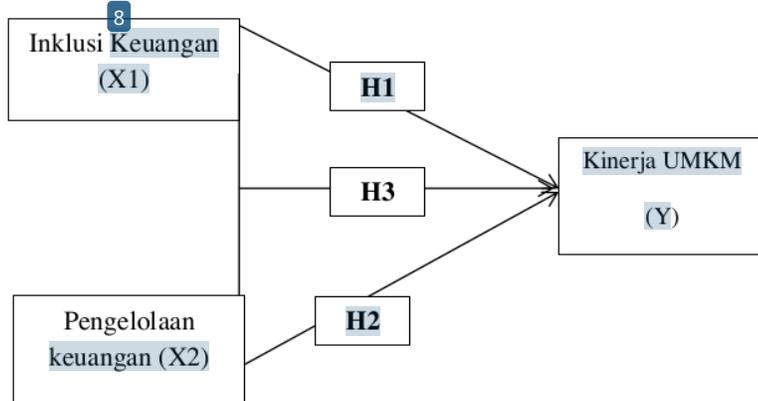 8
Inklusi Keuangan
(X1)
H1
Kinerja UMKM
(Y)
H3
Pengelolaan
keuangan (X2)
H2